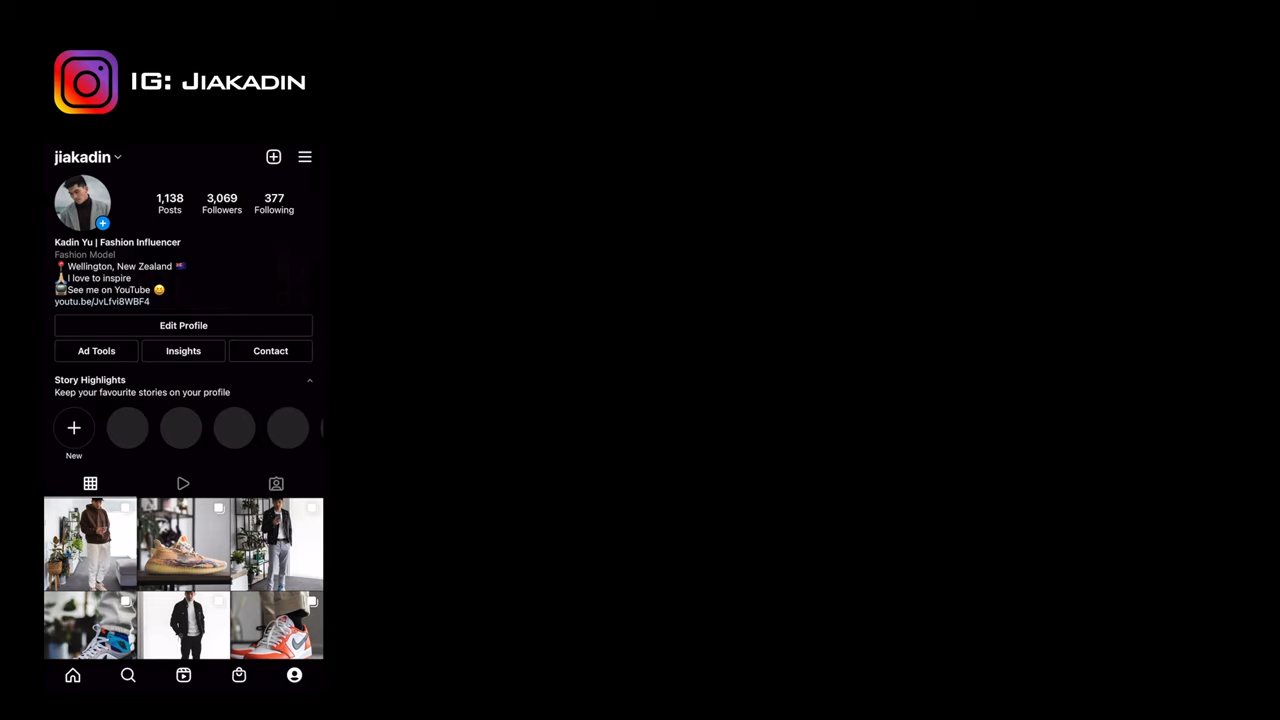 IG: JIAKADIN
jiakadin
1,138 3,069 377
Posts Followers Following
Kadin Yu | Fashion Influencer
Fashion Model
📍 Wellington, New Zealand 🇳🇿
🙏🏼I love to inspire
See me on YouTube 😄
youtu.be/JvLfvi8WBF4
Edit Profile
Ad Tools Insights Contact
Story Highlights
Keep your favourite stories on your profile
New